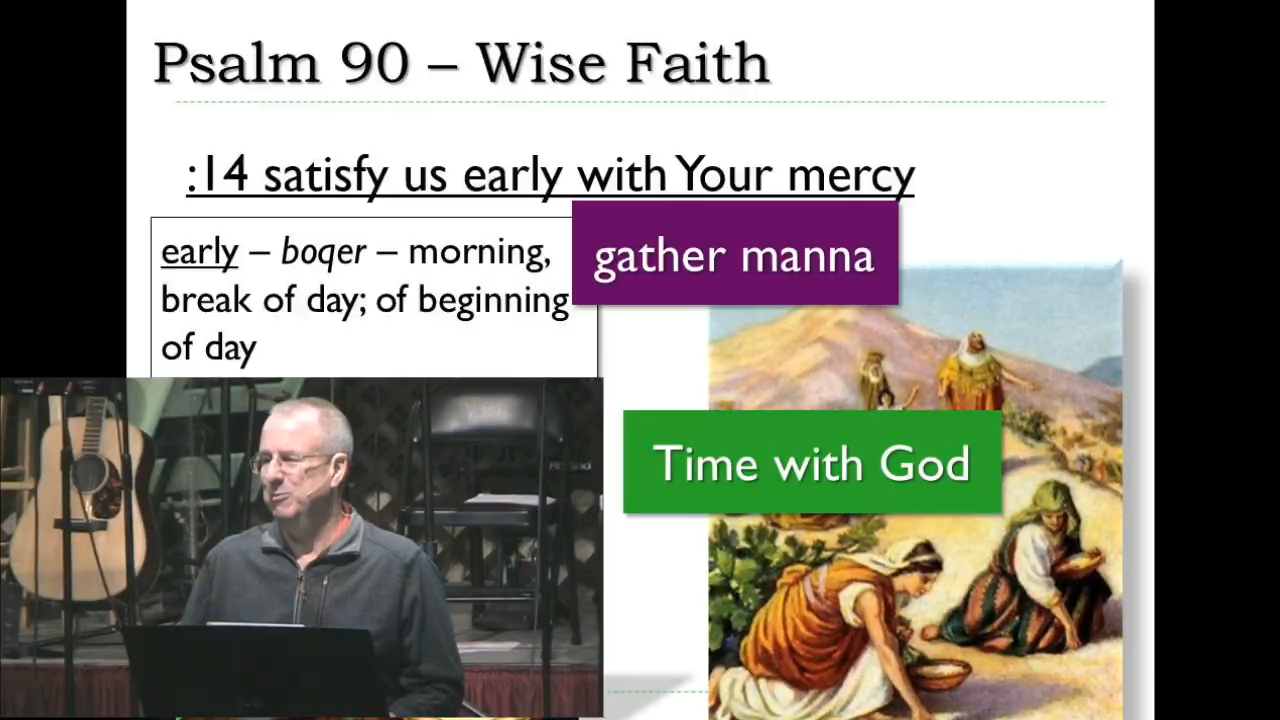 Psalm 90 – Wise Faith
:14 satisfy us early with Your mercy
early – boqer – morning,
break of day; of beginning
of day
gather manna
Time with God